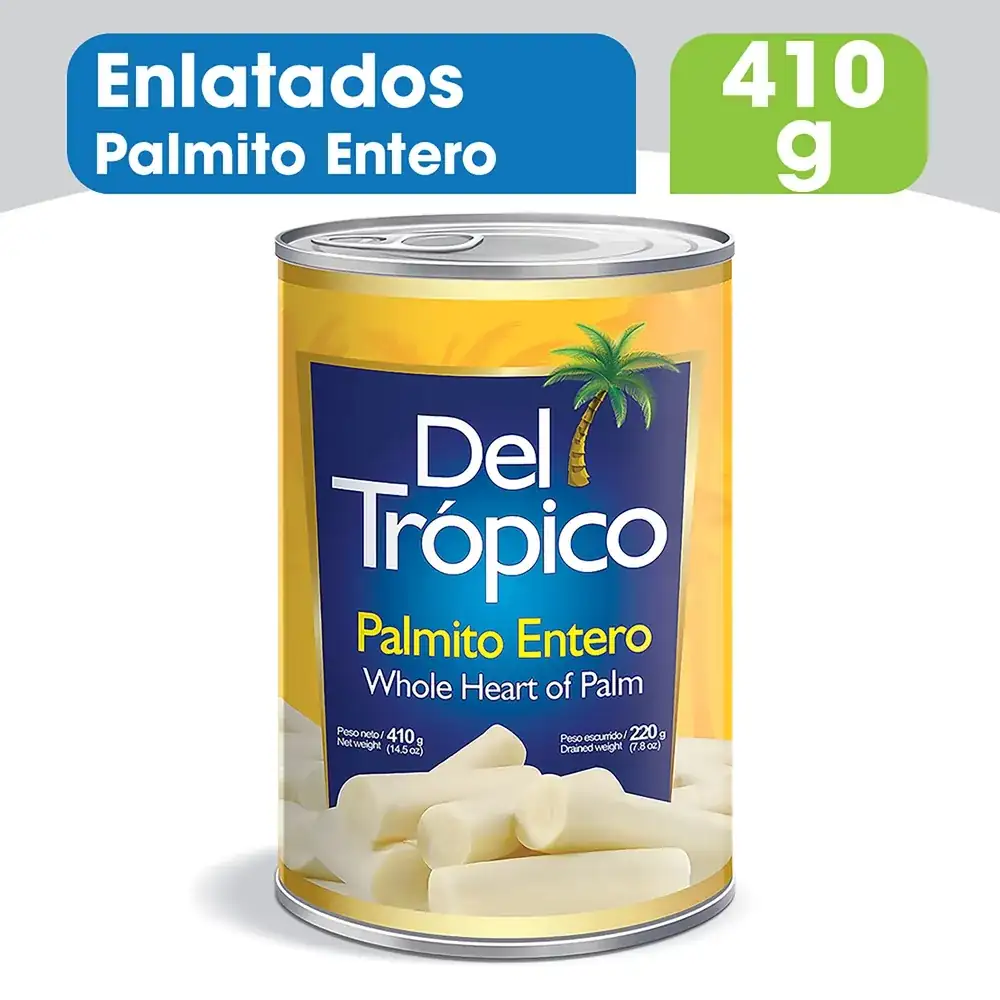 Enlatados
Palmito Entero
410
g
Del
Trópico
Palmito Entero
Whole Heart of Palm
Peso neto / 410 g
Net weight (14.5 oz)
Peso escurrido / 220 g
Drained weight (7.8 oz)